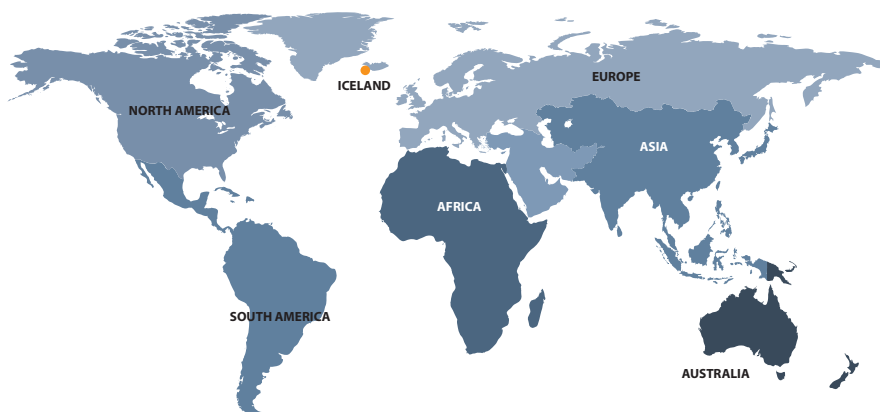 ICELAND
EUROPE
NORTH AMERICA
ASIA
AFRICA
SOUTH AMERICA
AUSTRALIA